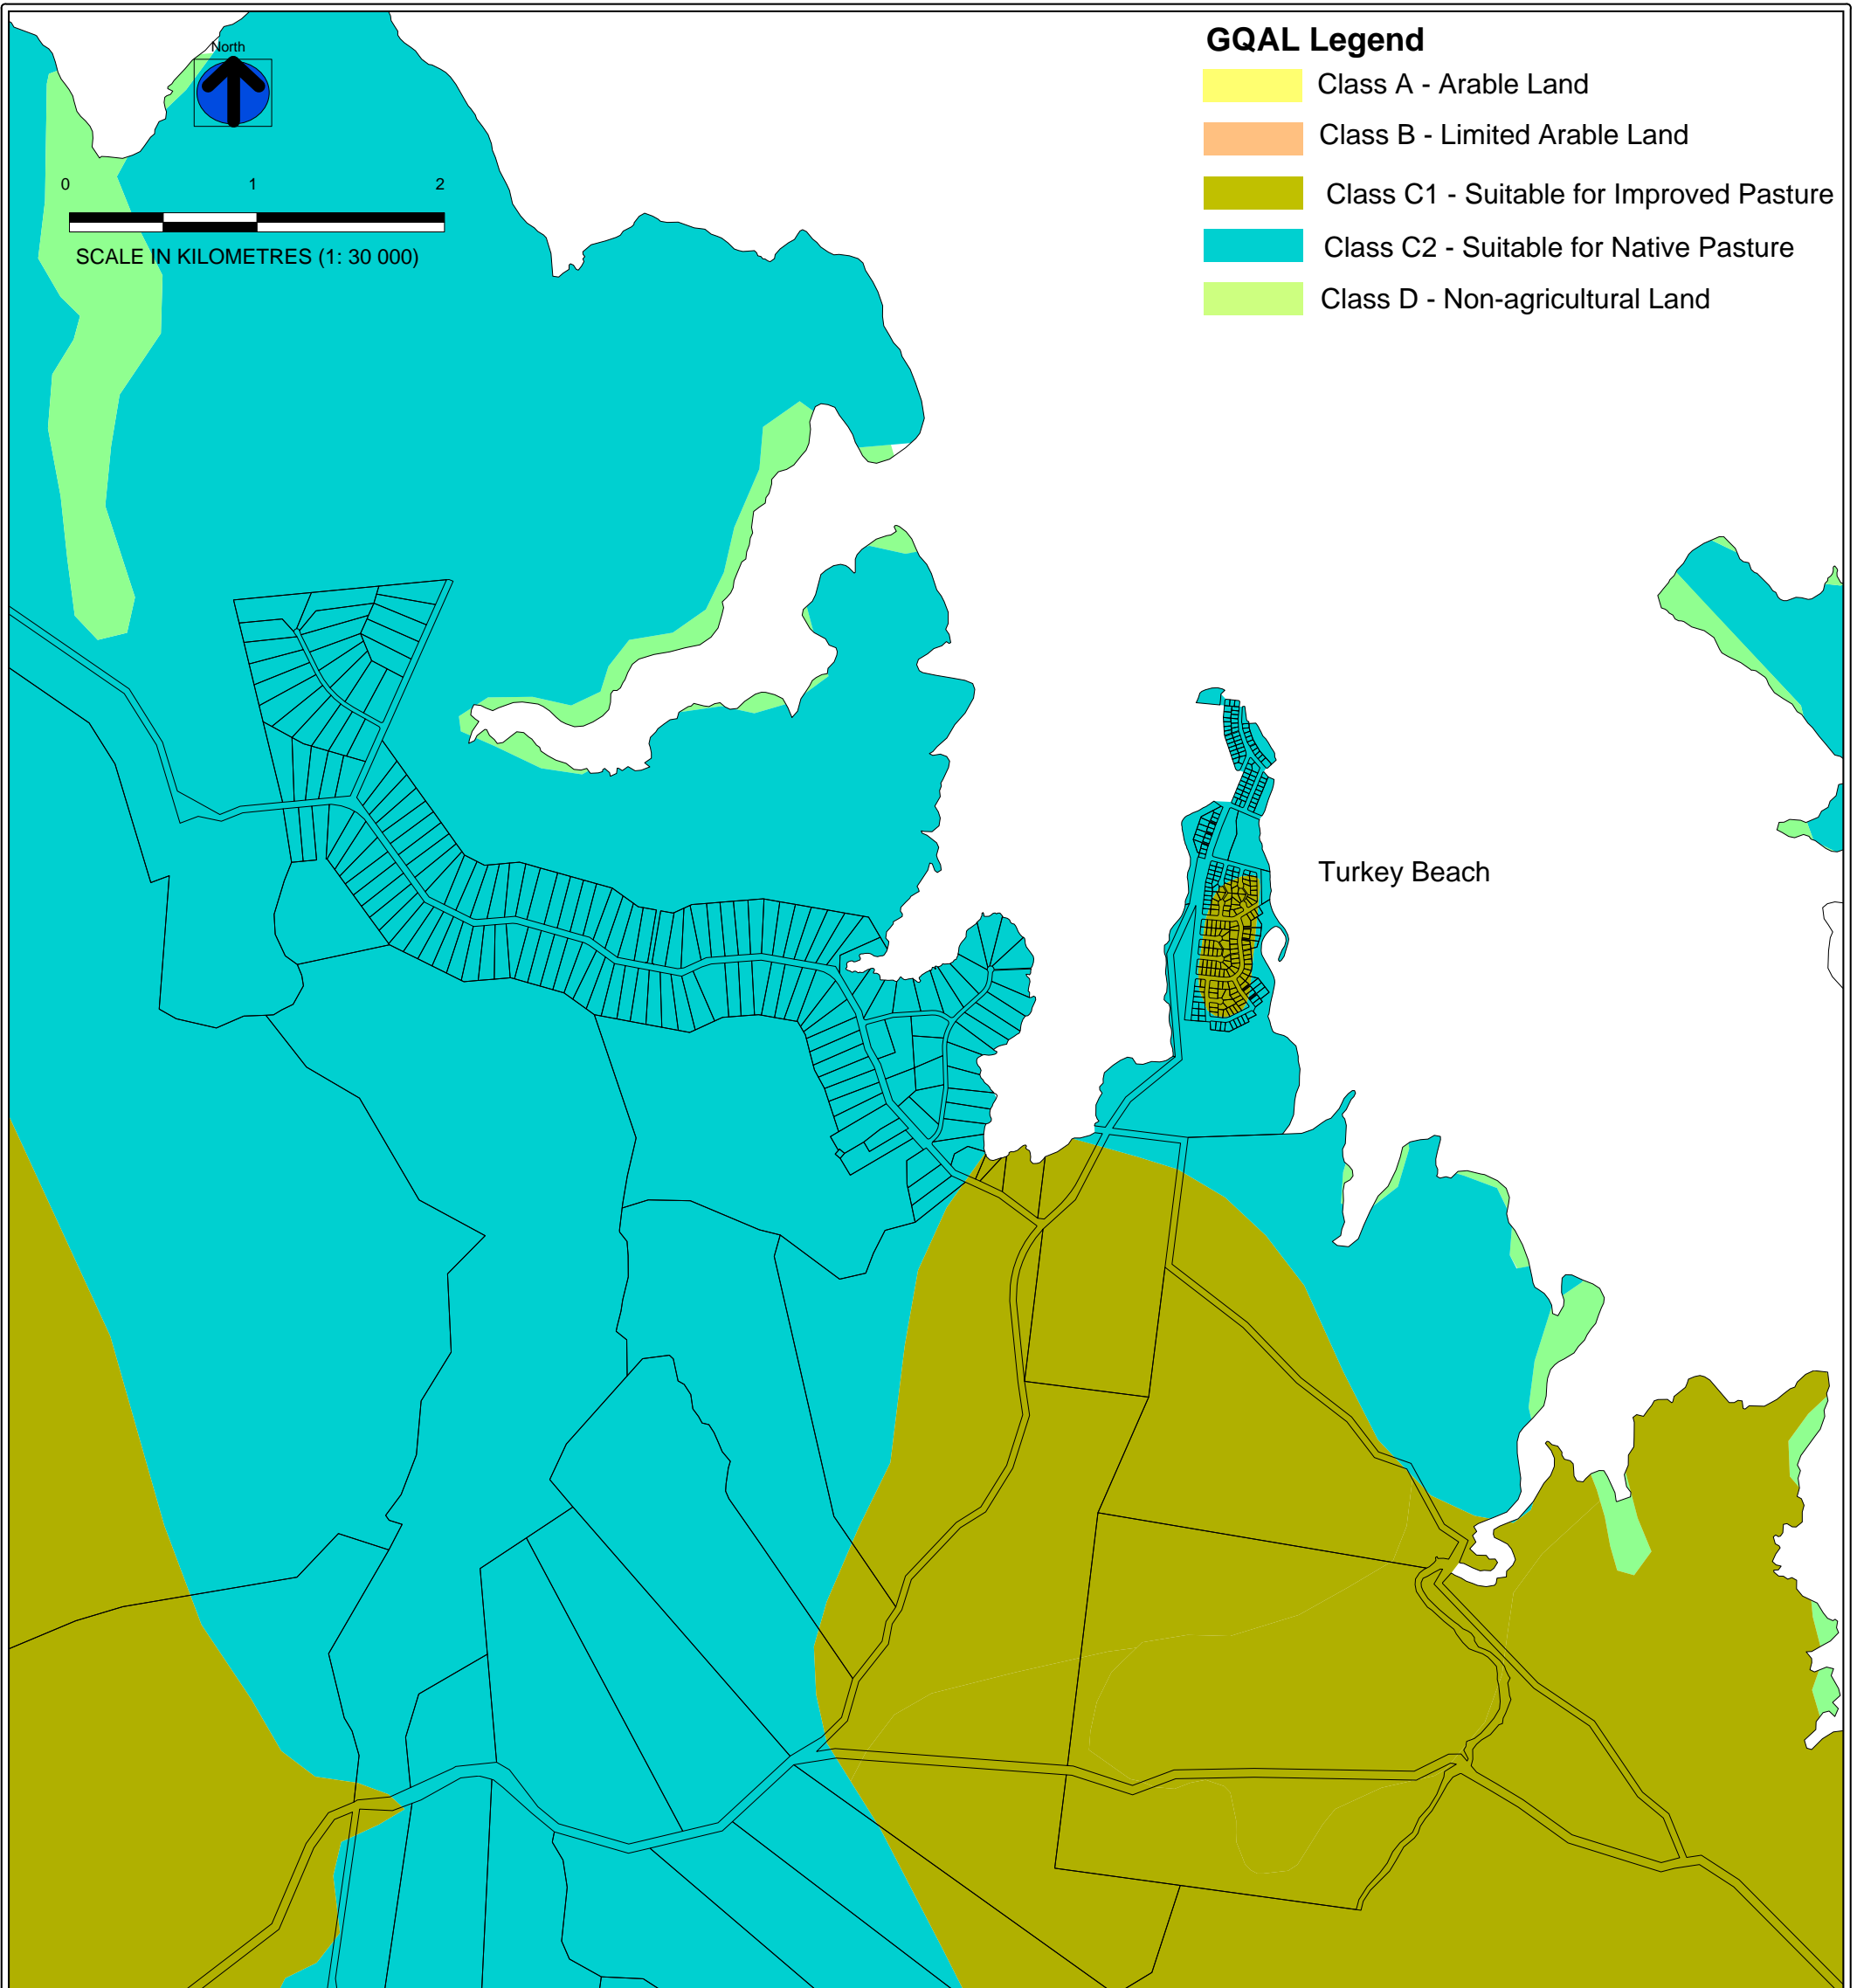 North
0 1 2
SCALE IN KILOMETRES (1: 30 000)
GQAL Legend
Class A - Arable Land
Class B - Limited Arable Land
Class C1 - Suitable for Improved Pasture
Class C2 - Suitable for Native Pasture
Class D - Non-agricultural Land
Turkey Beach